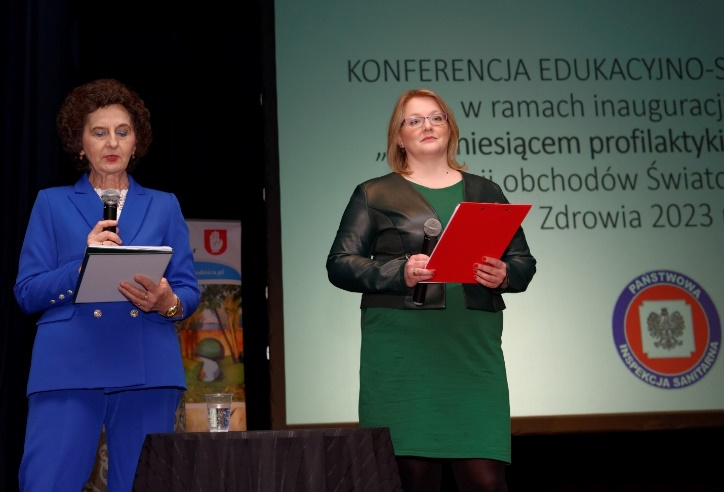 KONFERENCJA EDUKACYJNO-S
w ramach inauguracj
miesiącem profilaktyki
obchodów Świato
Zdrowia 2023
PAŃSTWOWA
INSPEKCJA SANITARNA